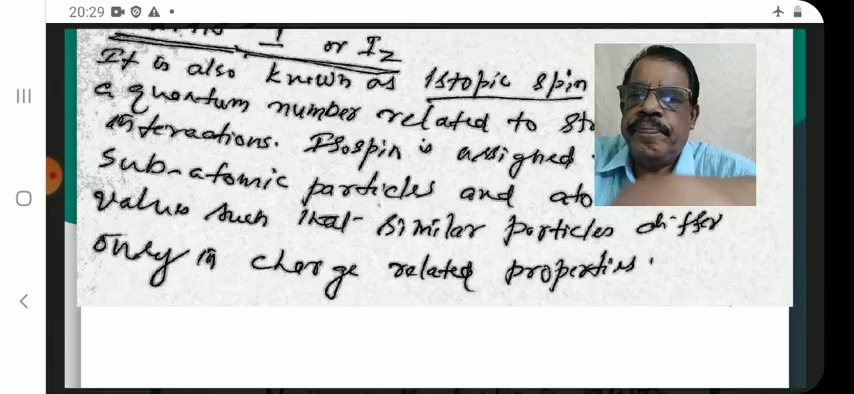 20:29
I or Iz
It is also known as Istopic spin
a quantum number related to
interactions. Isospin is assigned
sub-atomic particles and
values such that similar particles differ
only in charge related properties.